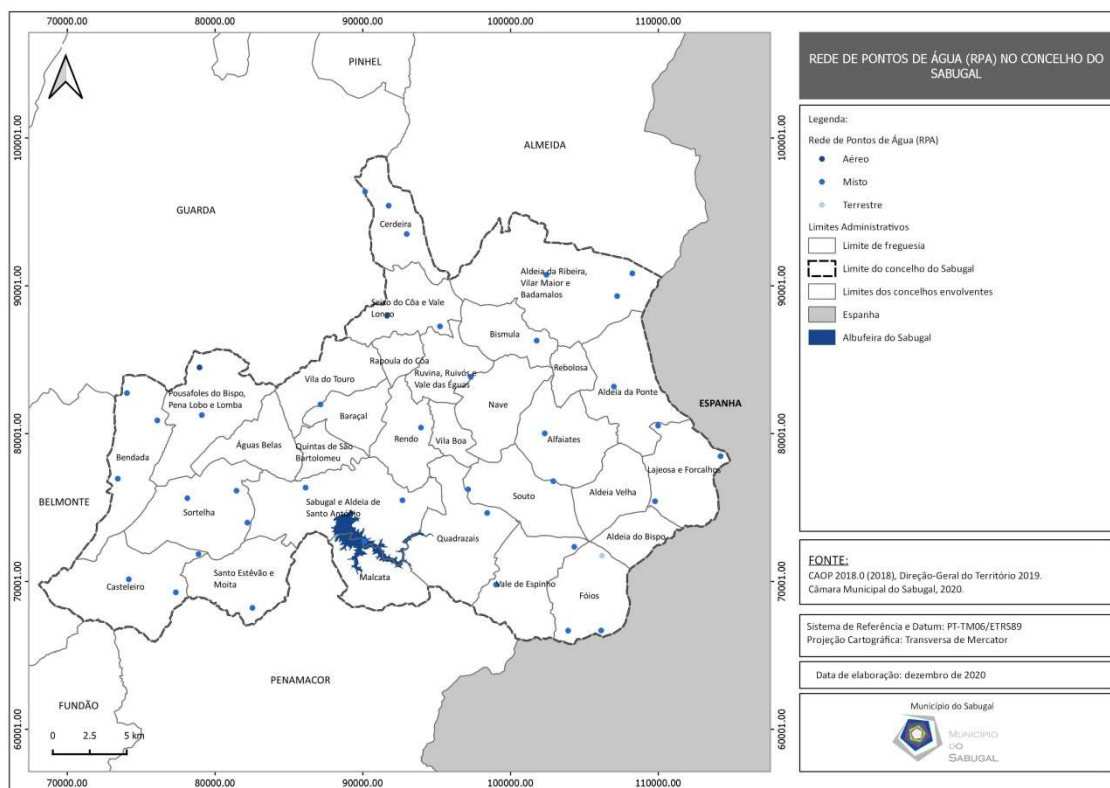 70000.00 80000.00 90000.00 100000.00 110000.00
PINHEL
ALMEIDA
100001.00 100001.00
GUARDA
Cerdeira
90001.00 90001.00
Aldeia da Ribeira,
Vilar Maior e
Badamalos
Seixo do Côa e Vale
Longo
Bismula
Rapoula do Côa
Ruvina, Ruivós e
Vale das Éguas
Rebolosa
Vila do Touro
Aldeia da Ponte
Pousafoles do Bispo,
Pena Lobo e Lomba
Nave
ESPANHA
Baraçal
80001.00 80001.00
Rendo
Vila Boa
Alfaiates
Águas Belas
Quintas de São
Bartolomeu
Bendada
Lajeosa e Forcalhos
BELMONTE
Sabugal e Aldeia de
Santo António
Souto
Aldeia Velha
Sortelha
Quadrazais
Aldeia do Bispo
Malcata
Casteleiro
Santo Estêvão e
Moita
Vale de Espinho
Fóios
70001.00 70001.00
PENAMACOR
FUNDÃO
60001.00 60001.00
0 2.5 5 km
70000.00 80000.00 90000.00 100000.00 110000.00
REDE DE PONTOS DE ÁGUA (RPA) NO CONCELHO DO
SABUGAL
Legenda:
Rede de Pontos de Água (RPA)
Aéreo
Misto
Terrestre
Limites Administrativos
Limite de freguesia
Limite do concelho do Sabugal
Limites dos concelhos envolventes
Espanha
Albufeira do Sabugal
FONTE:
CAOP 2018.0 (2018), Direção-Geral do Território 2019.
Câmara Municipal do Sabugal, 2020.
Sistema de Referência e Datum: PT-TM06/ETRS89
Projeção Cartográfica: Transversa de Mercator
Data de elaboração: dezembro de 2020
Município do Sabugal
MUNICÍPIO
DO
SABUGAL